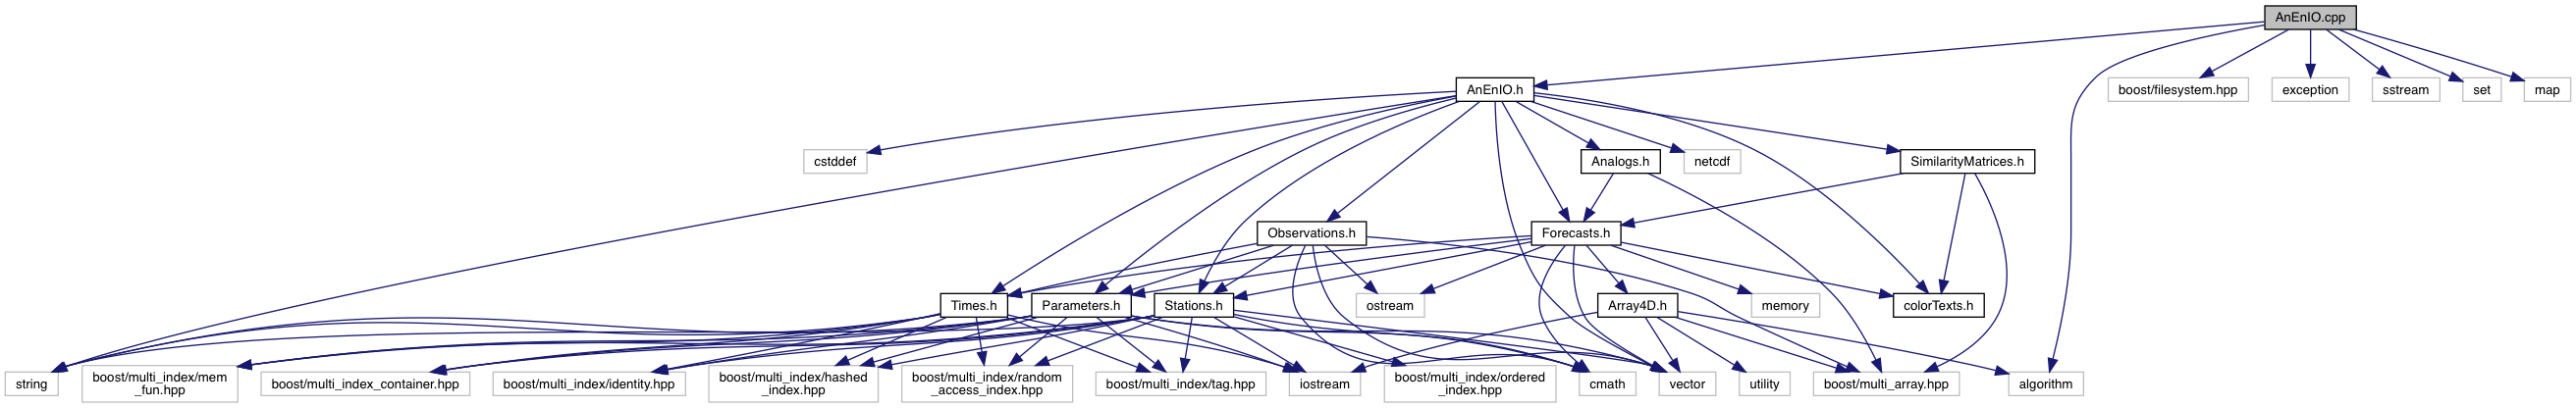 AnEnIO.cpp
AnEnIO.h
boost/filesystem.hpp
exception
sstream
set
map
cstddef
Analogs.h
netcdf
SimilarityMatrices.h
Observations.h
Forecasts.h
Times.h
Parameters.h
Stations.h
ostream
Array4D.h
memory
colorTexts.h
string
boost/multi_index/mem
_fun.hpp
boost/multi_index_container.hpp
boost/multi_index/identity.hpp
boost/multi_index/hashed
_index.hpp
boost/multi_index/random
_access_index.hpp
boost/multi_index/tag.hpp
iostream
boost/multi_index/ordered
_index.hpp
cmath
vector
utility
boost/multi_array.hpp
algorithm